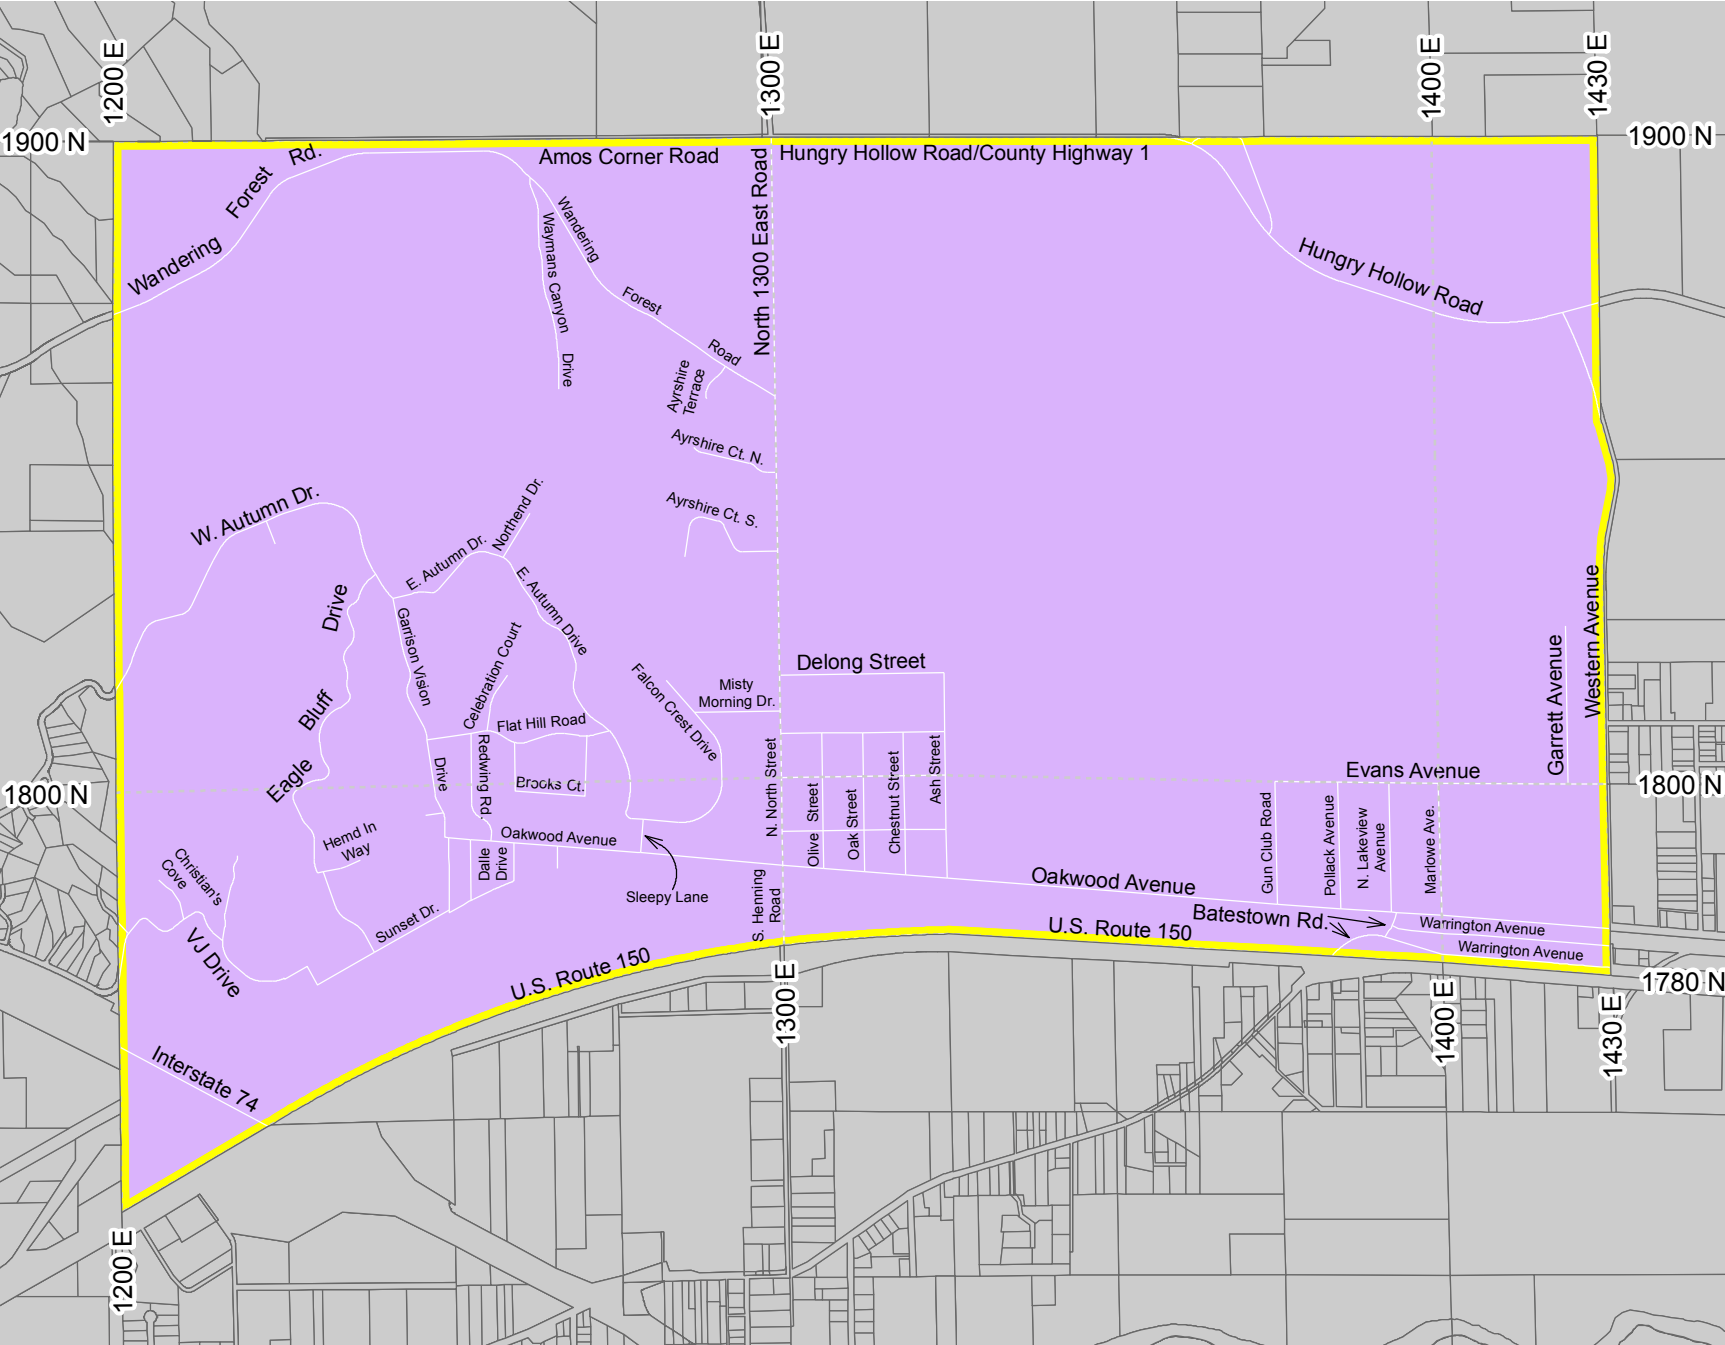 1200 E
1300 E
1400 E
1430 E
1900 N
1900 N
Amos Corner Road
Hungry Hollow Road/County Highway 1
Wandering
Forest
Rd.
Wandering
Forest
Road
Waymans Canyon
Drive
North 1300 East Road
Hungry Hollow Road
Ayrshire
Terrace
Ayrshire Ct. N.
Ayrshire Ct. S.
W. Autumn Dr.
E. Autumn Dr.
Northend Dr.
E. Autumn Drive
Eagle
Bluff
Drive
Garrison Vision
Drive
Celebration Court
Flat Hill Road
Redwing Rd.
Brooks Ct.
Falcon Crest Drive
Misty
Morning Dr.
Delong Street
N. North Street
Olive Street
Oak Street
Chestnut Street
Ash Street
Western Avenue
Garrett Avenue
Evans Avenue
1800 N
1800 N
Gun Club Road
Pollack Avenue
N. Lakeview
Avenue
Marlowe Ave.
Hemd In
Way
Christian's
Cove
Oakwood Avenue
Dalle
Drive
Sleepy Lane
Sunset Dr.
VJ Drive
S. Henning
Road
Oakwood Avenue
Batestown Rd.
Warrington Avenue
Warrington Avenue
U.S. Route 150
U.S. Route 150
Interstate 74
1780 N
1200 E
1300 E
1400 E
1430 E